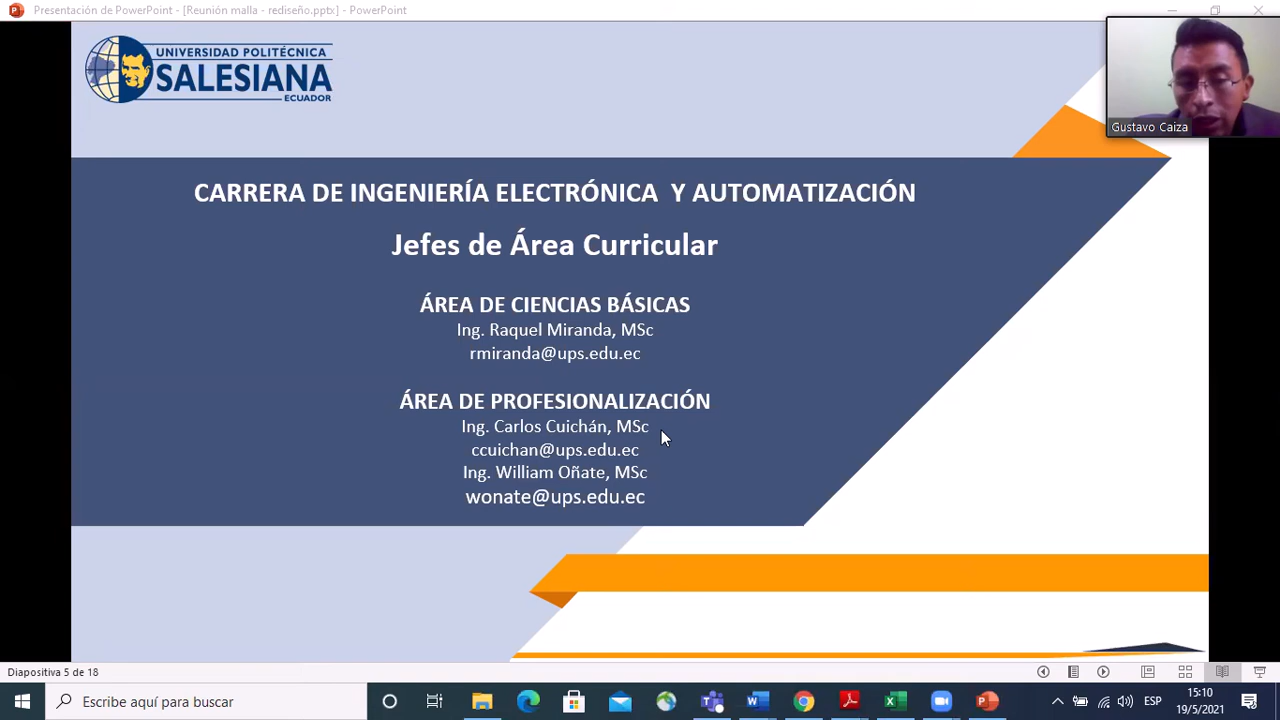 Presentación de PowerPoint - [Reunión malla - rediseño.pptx] - PowerPoint
UNIVERSIDAD POLITÉCNICA
SALESIANA
ECUADOR
Gustavo Caiza
CARRERA DE INGENIERÍA ELECTRÓNICA Y AUTOMATIZACIÓN
Jefes de Área Curricular
ÁREA DE CIENCIAS BÁSICAS
Ing. Raquel Miranda, MSc
rmiranda@ups.edu.ec
ÁREA DE PROFESIONALIZACIÓN
Ing. Carlos Cuichán, MSc
ccuichan@ups.edu.ec
Ing. William Oñate, MSc
wonate@ups.edu.ec
Diapositiva 5 de 18
Escribe aquí para buscar
ESP
15:10
19/5/2021